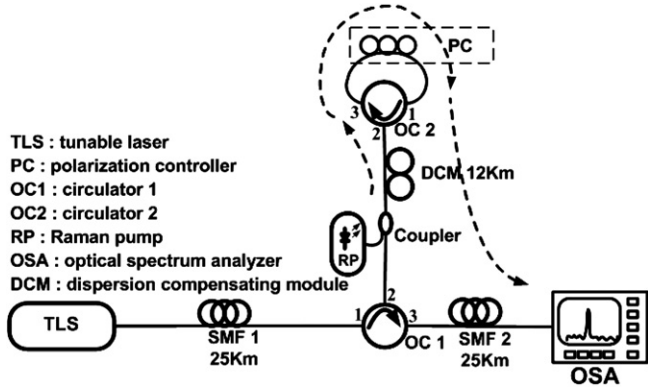 PC
3
1
2
OC 2
TLS : tunable laser
PC : polarization controller
OC1 : circulator 1
OC2 : circulator 2
RP : Raman pump
OSA : optical spectrum analyzer
DCM : dispersion compensating module
DCM 12Km
Coupler
RP
TLS
SMF 1
25Km
1
2
3
OC 1
SMF 2
25Km
OSA